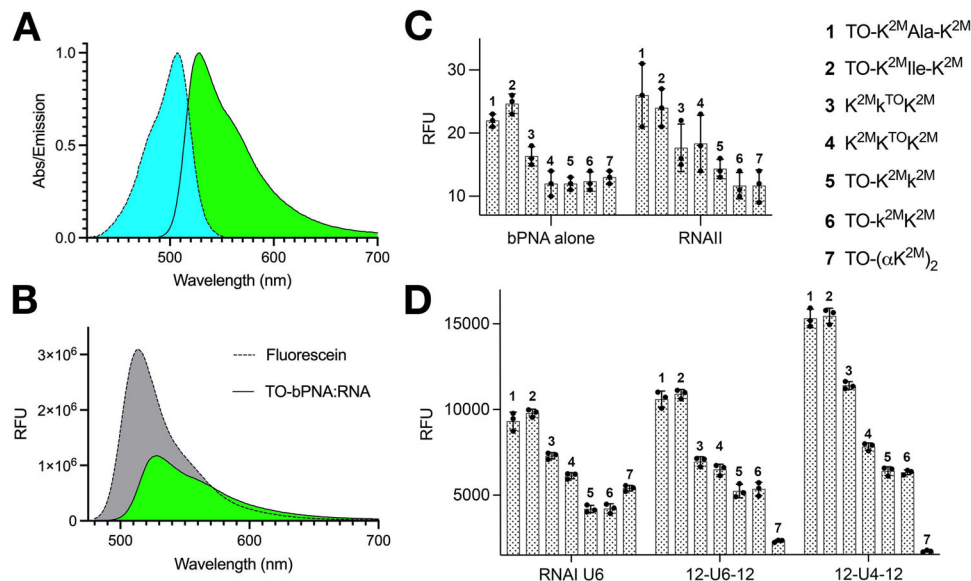 A
Abs/Emission
1.0
0.5
0.0
500
600
700
Wavelength (nm)
B
RFU
3×10⁶
2×10⁶
1×10⁶
0
500
600
700
Wavelength (nm)
Fluorescein
TO-bPNA:RNA
C
RFU
30
20
10
1
2
3
4
5
6
7
1
2
3
4
5
6
7
bPNA alone
RNAII
1 TO-K²ᴹAla-K²ᴹ
2 TO-K²ᴹIle-K²ᴹ
3 K²ᴹkᵀᴼK²ᴹ
4 K²ᴹKᵀᴼK²ᴹ
5 TO-K²ᴹk²ᴹ
6 TO-k²ᴹK²ᴹ
7 TO-(αK²ᴹ)₂
D
RFU
15000
10000
5000
1
2
3
4
5
6
7
1
2
3
4
5
6
7
1
2
3
4
5
6
7
RNAI U6
12-U6-12
12-U4-12